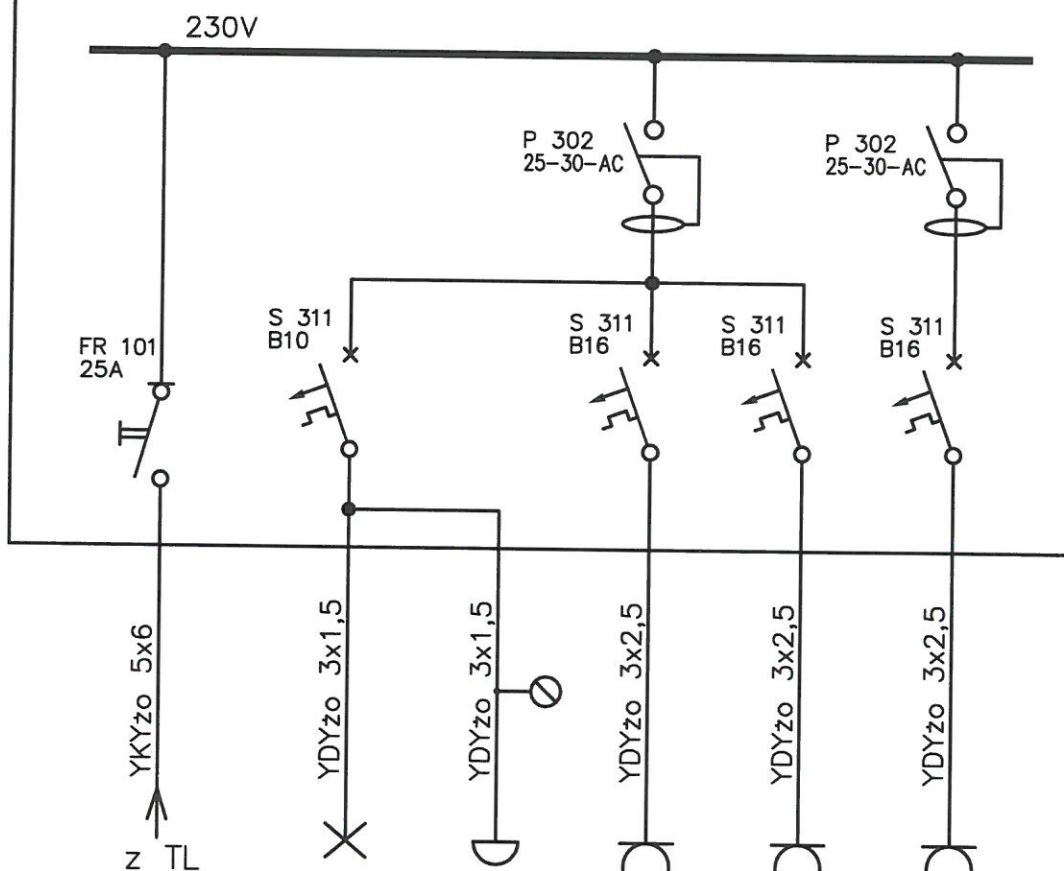 230V
P 302
25-30-AC
P 302
25-30-AC
FR 101
25A
S 311
B10
S 311
B16
S 311
B16
S 311
B16
YKYżo 5x6
YDYżo 3x1,5
YDYżo 3x1,5
YDYżo 3x2,5
YDYżo 3x2,5
YDYżo 3x2,5
z TL